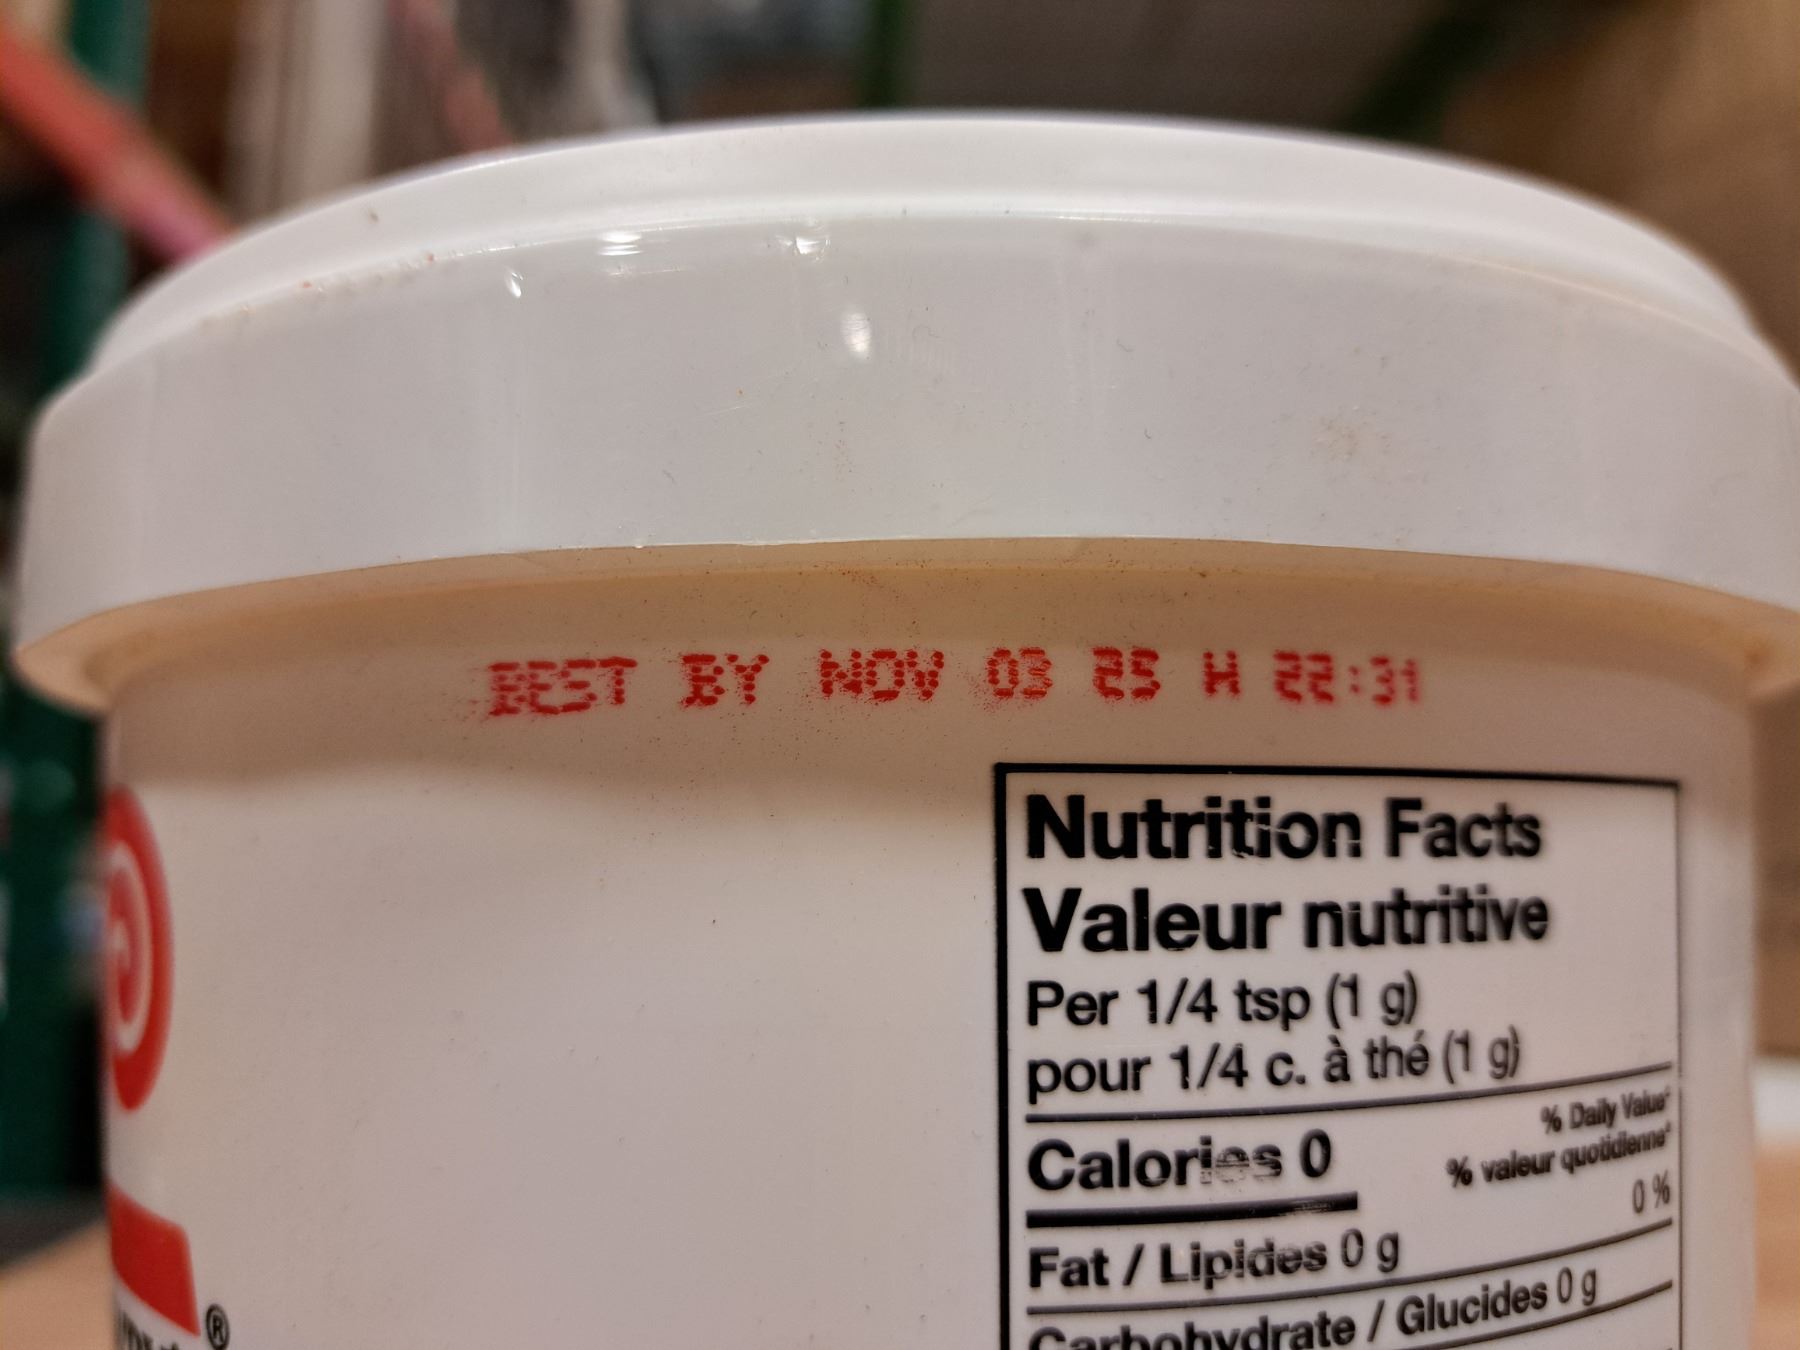 BEST BY NOV 03 25 H 22:31
Nutrition Facts
Valeur nutritive
Per 1/4 tsp (1 g)
pour 1/4 c. à thé (1 g)
% Daily Value*
% valeur quotidienne*
Calories 0
0 %
Fat / Lipides 0 g
Carbohydrate / Glucides 0 g
®